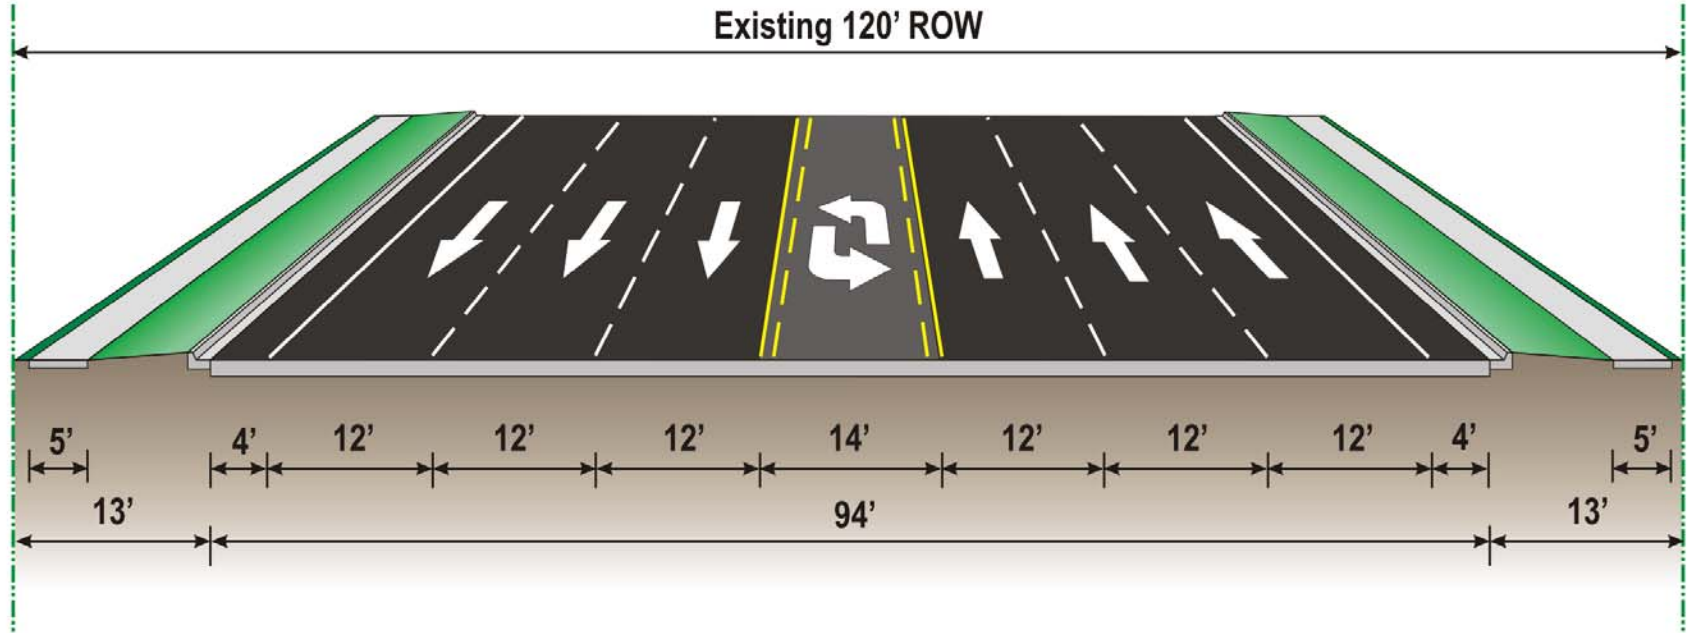 Existing 120’ ROW
5’ 4’ 12’ 12’ 12’ 14’ 12’ 12’ 12’ 4’ 5’
13’ 94’ 13’